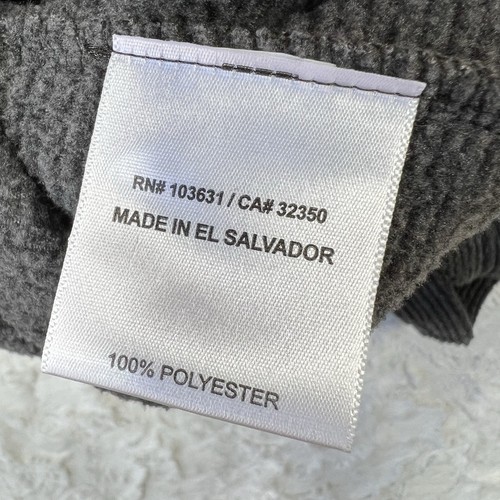 RN# 103631 / CA# 32350
MADE IN EL SALVADOR
100% POLYESTER